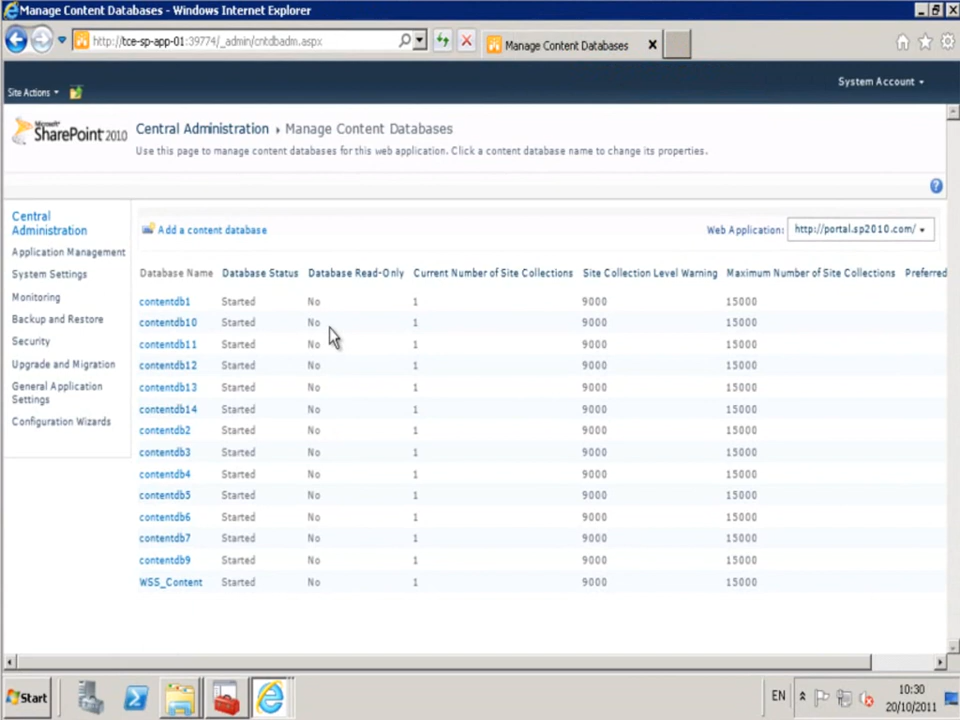 Manage Content Databases - Windows Internet Explorer
http://tce-sp-app-01:39774/_admin/cntdbadm.aspx
Manage Content Databases
Site Actions
System Account
Microsoft
SharePoint 2010
Central Administration
Manage Content Databases
Use this page to manage content databases for this web application. Click a content database name to change its properties.
Central
Administration
Application Management
System Settings
Monitoring
Backup and Restore
Security
Upgrade and Migration
General Application
Settings
Configuration Wizards
Add a content database
Web Application: http://portal.sp2010.com/
Database Name Database Status Database Read-Only Current Number of Site Collections Site Collection Level Warning Maximum Number of Site Collections Preferred
contentdb1 Started No 1 9000 15000
contentdb10 Started No 1 9000 15000
contentdb11 Started No 1 9000 15000
contentdb12 Started No 1 9000 15000
contentdb13 Started No 1 9000 15000
contentdb14 Started No 1 9000 15000
contentdb2 Started No 1 9000 15000
contentdb3 Started No 1 9000 15000
contentdb4 Started No 1 9000 15000
contentdb5 Started No 1 9000 15000
contentdb6 Started No 1 9000 15000
contentdb7 Started No 1 9000 15000
contentdb9 Started No 1 9000 15000
WSS_Content Started No 1 9000 15000
Start
EN
10:30
20/10/2011